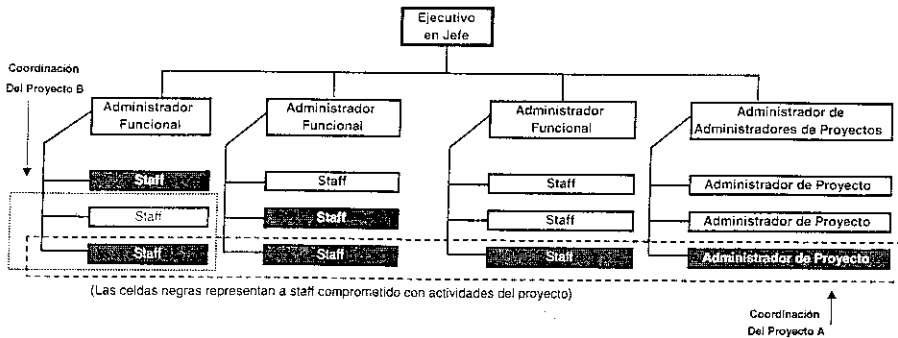 Ejecutivo
en Jefe
Coordinación
Del Proyecto B
Administrador
Funcional
Administrador
Funcional
Administrador
Funcional
Administrador de
Administradores de Proyectos
Staff
Staff
Staff
Administrador de Proyecto
Staff
Staff
Staff
Administrador de Proyecto
Staff
Staff
Staff
Administrador de Proyecto
(Las celdas negras representan a staff comprometido con actividades del proyecto)
Coordinación
Del Proyecto A